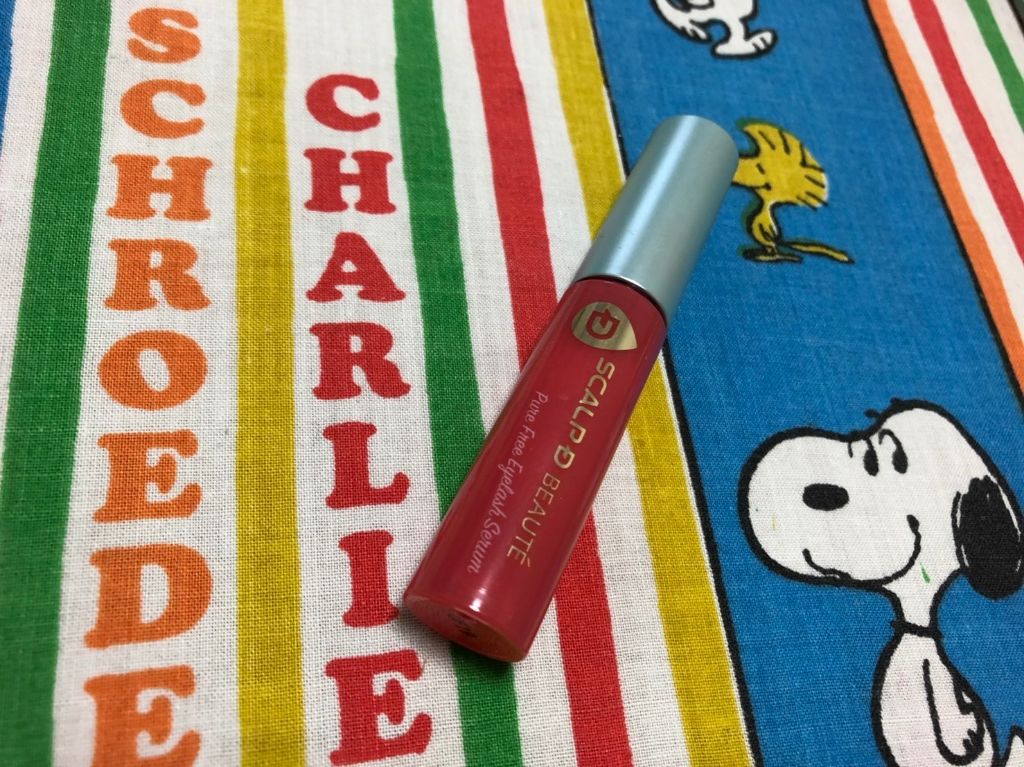 SCHROEDE
CHARLIE
D
SCALP D BEAUTÉ
Pure Free Eyelash Serum